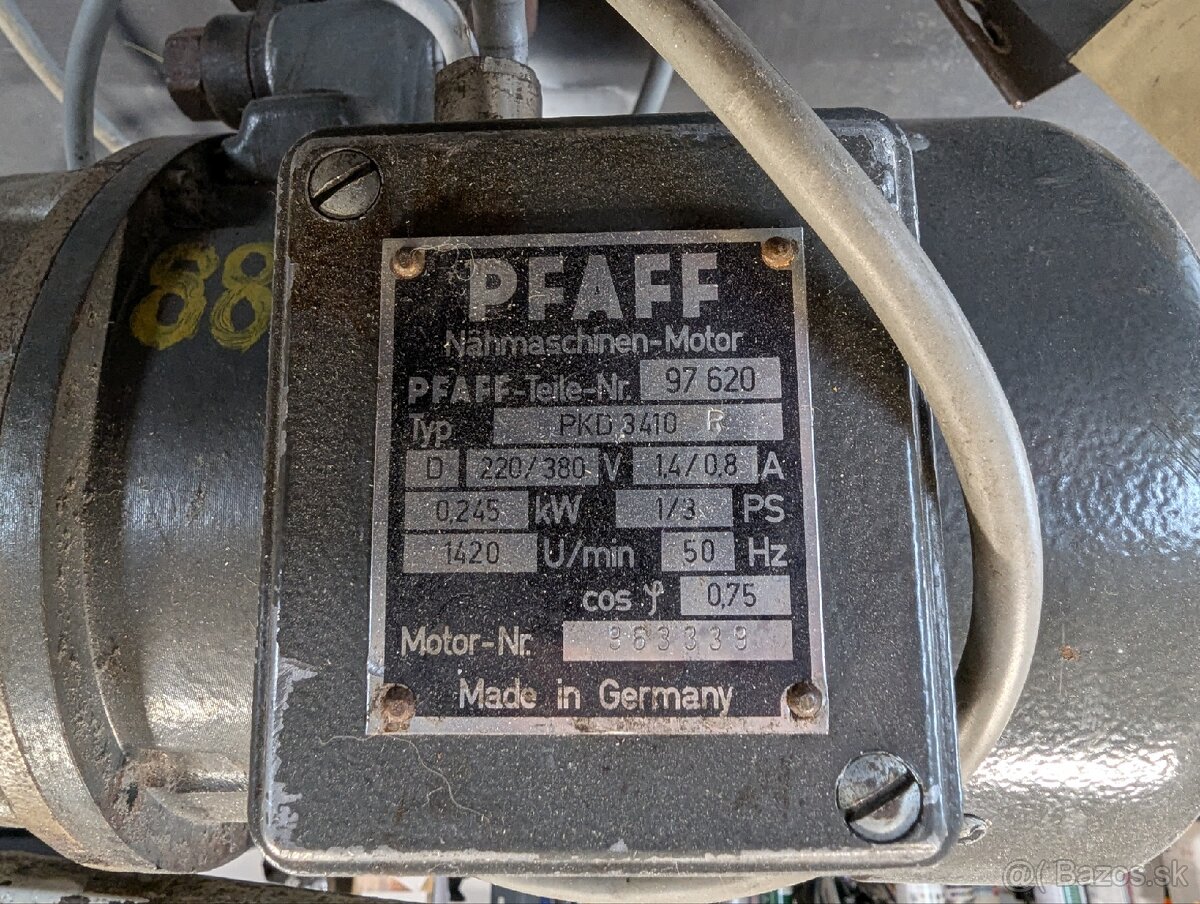 88
PFAFF
Nähmaschinen-Motor
PFAFF-Teile-Nr. 97 620
Typ PKD 3410 R
D 220/380 V 1,4/0,8 A
0,245 kW 1/3 PS
1420 U/min 50 Hz
cos φ 0,75
Motor-Nr. 963339
Made in Germany
@( Bazos.sk